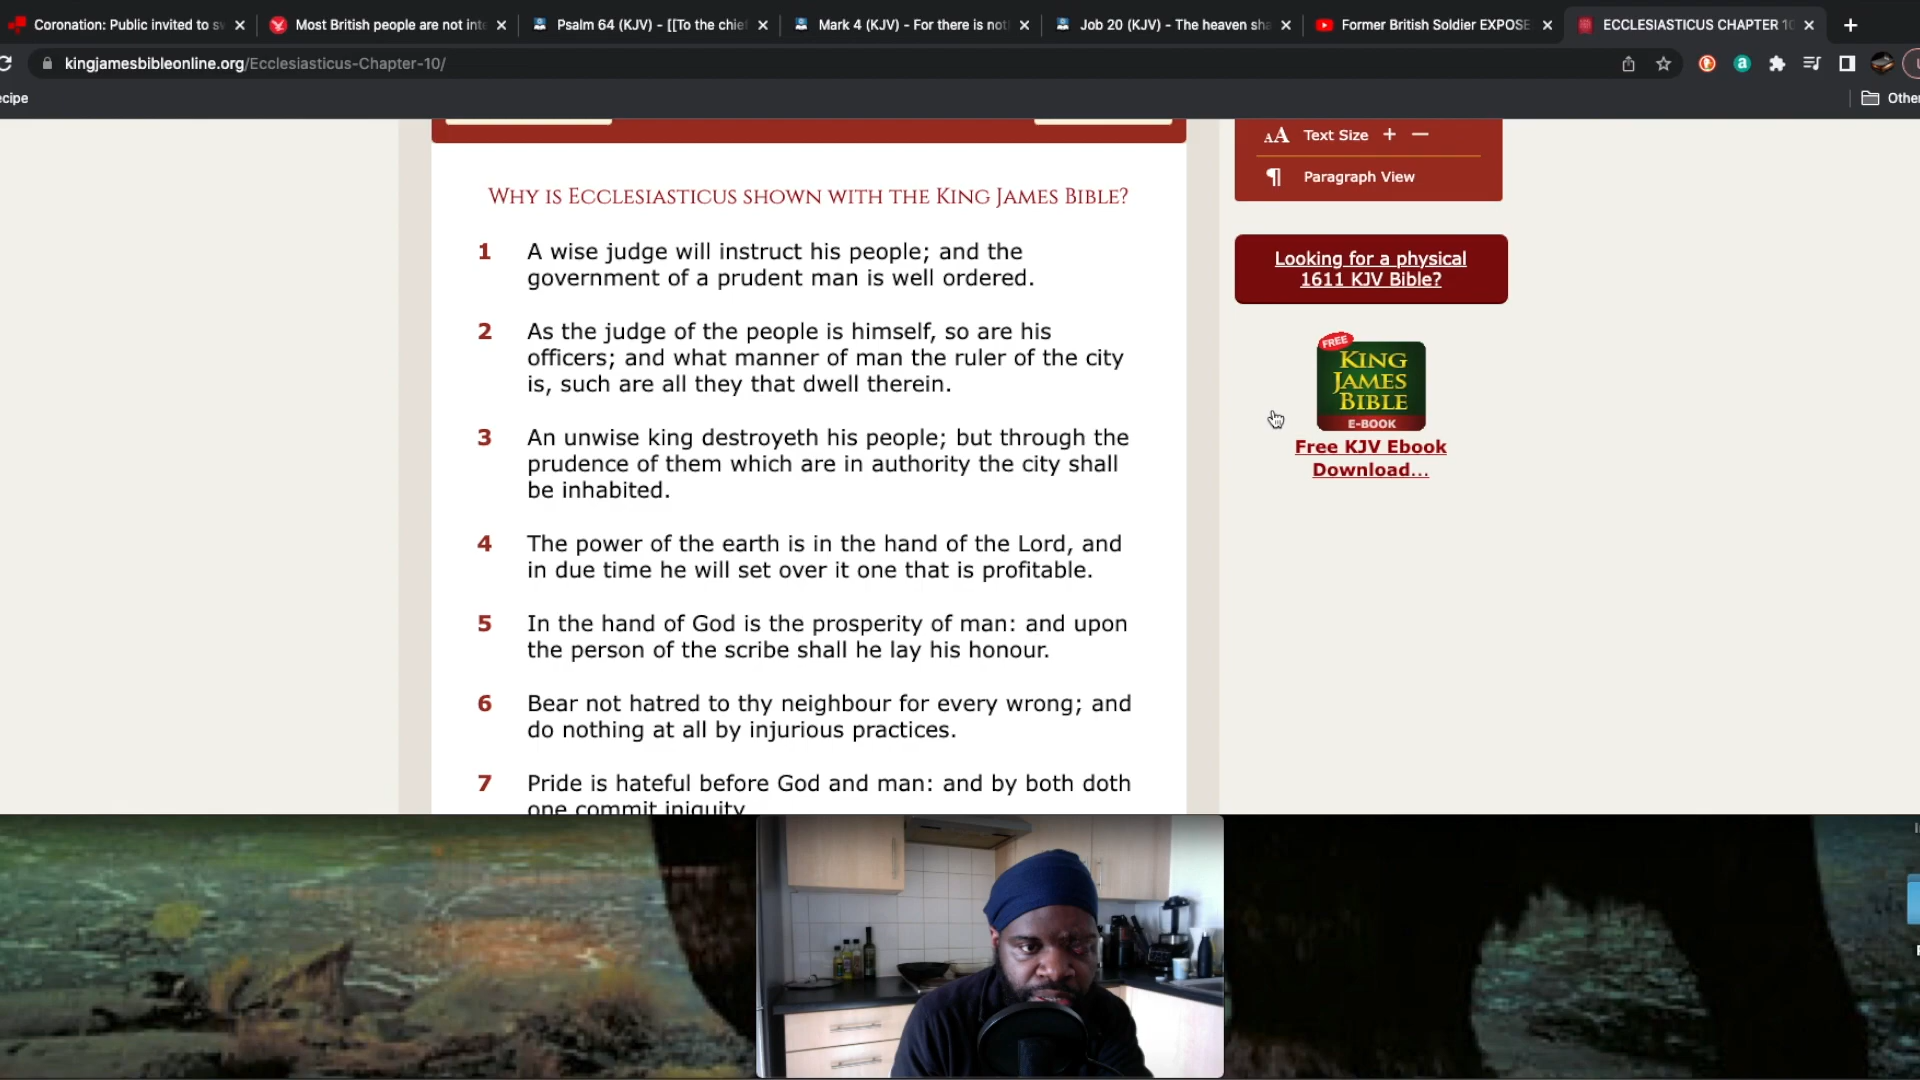 Coronation: Public invited to sw
Most British people are not inte
Psalm 64 (KJV) - [[To the chief
Mark 4 (KJV) - For there is not
Job 20 (KJV) - The heaven sha
Former British Soldier EXPOSE
ECCLESIASTICUS CHAPTER 10
kingjamesbibleonline.org/Ecclesiasticus-Chapter-10/
ecipe
Other
AA Text Size + —
¶ Paragraph View
Looking for a physical
1611 KJV Bible?
FREE
KING
JAMES
BIBLE
E-BOOK
Free KJV Ebook
Download...
WHY IS ECCLESIASTICUS SHOWN WITH THE KING JAMES BIBLE?
1 A wise judge will instruct his people; and the
government of a prudent man is well ordered.
2 As the judge of the people is himself, so are his
officers; and what manner of man the ruler of the city
is, such are all they that dwell therein.
3 An unwise king destroyeth his people; but through the
prudence of them which are in authority the city shall
be inhabited.
4 The power of the earth is in the hand of the Lord, and
in due time he will set over it one that is profitable.
5 In the hand of God is the prosperity of man: and upon
the person of the scribe shall he lay his honour.
6 Bear not hatred to thy neighbour for every wrong; and
do nothing at all by injurious practices.
7 Pride is hateful before God and man: and by both doth
one commit iniquity.